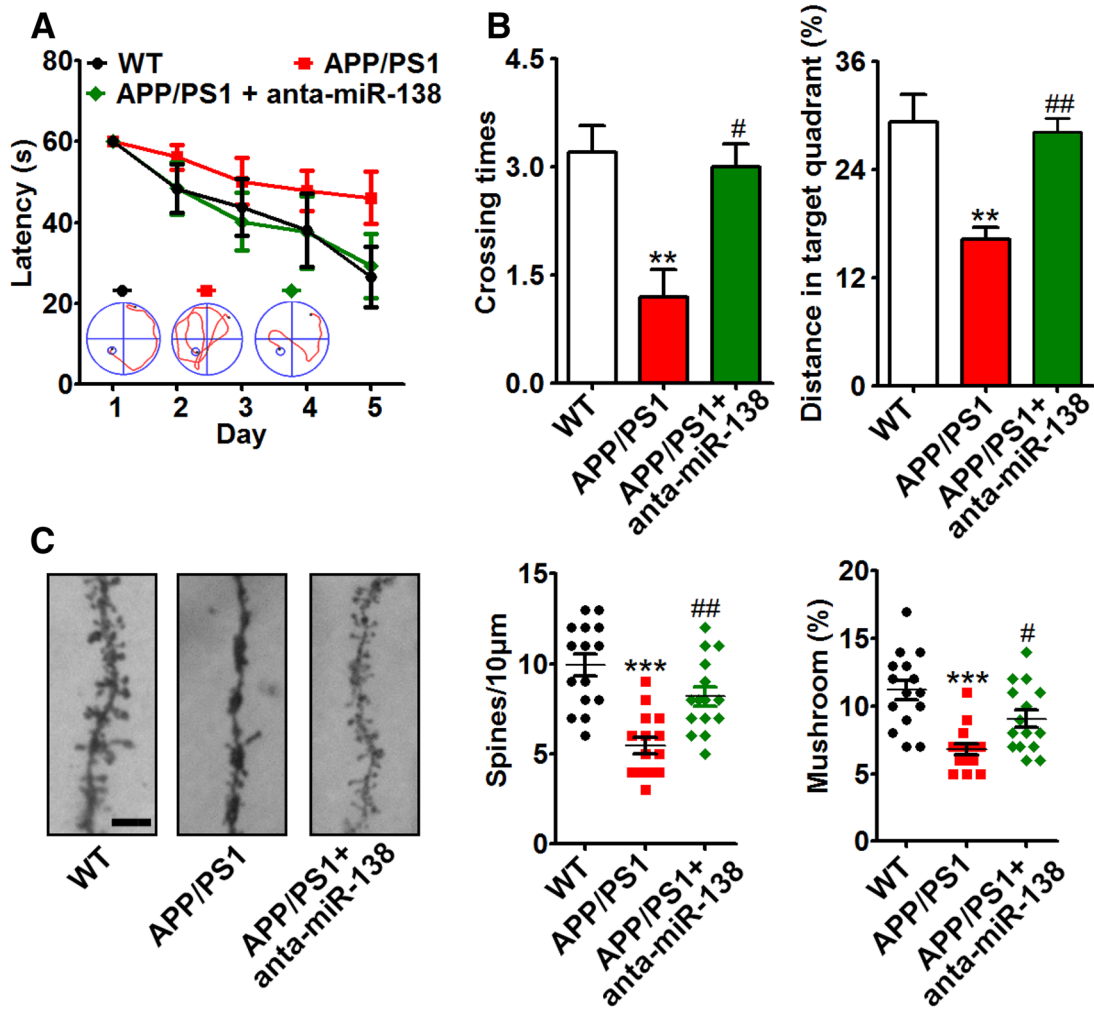 A
80
WT
APP/PS1
APP/PS1 + anta-miR-138
60
40
20
0
Latency (s)
1 2 3 4 5
Day
B
4.5
3.0
1.5
0.0
Crossing times
**
#
WT
APP/PS1
APP/PS1+
anta-miR-138
36
24
12
0
Distance in target quadrant (%)
**
##
WT
APP/PS1
APP/PS1+
anta-miR-138
C
WT
APP/PS1
APP/PS1+
anta-miR-138
15
10
5
0
Spines/10μm
***
##
WT
APP/PS1
APP/PS1+
anta-miR-138
20
15
10
5
0
Mushroom (%)
***
#
WT
APP/PS1
APP/PS1+
anta-miR-138